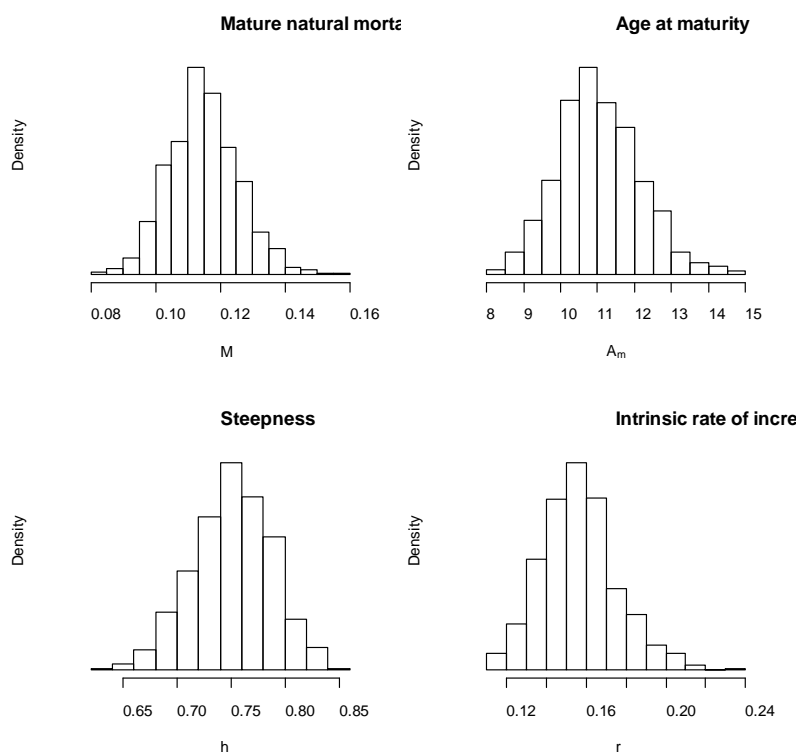 Mature natural morta
Age at maturity
Density
Density
0.08 0.10 0.12 0.14 0.16
8 9 10 11 12 13 14 15
M
Am
Steepness
Intrinsic rate of incre
Density
Density
0.65 0.70 0.75 0.80 0.85
0.12 0.16 0.20 0.24
h
r